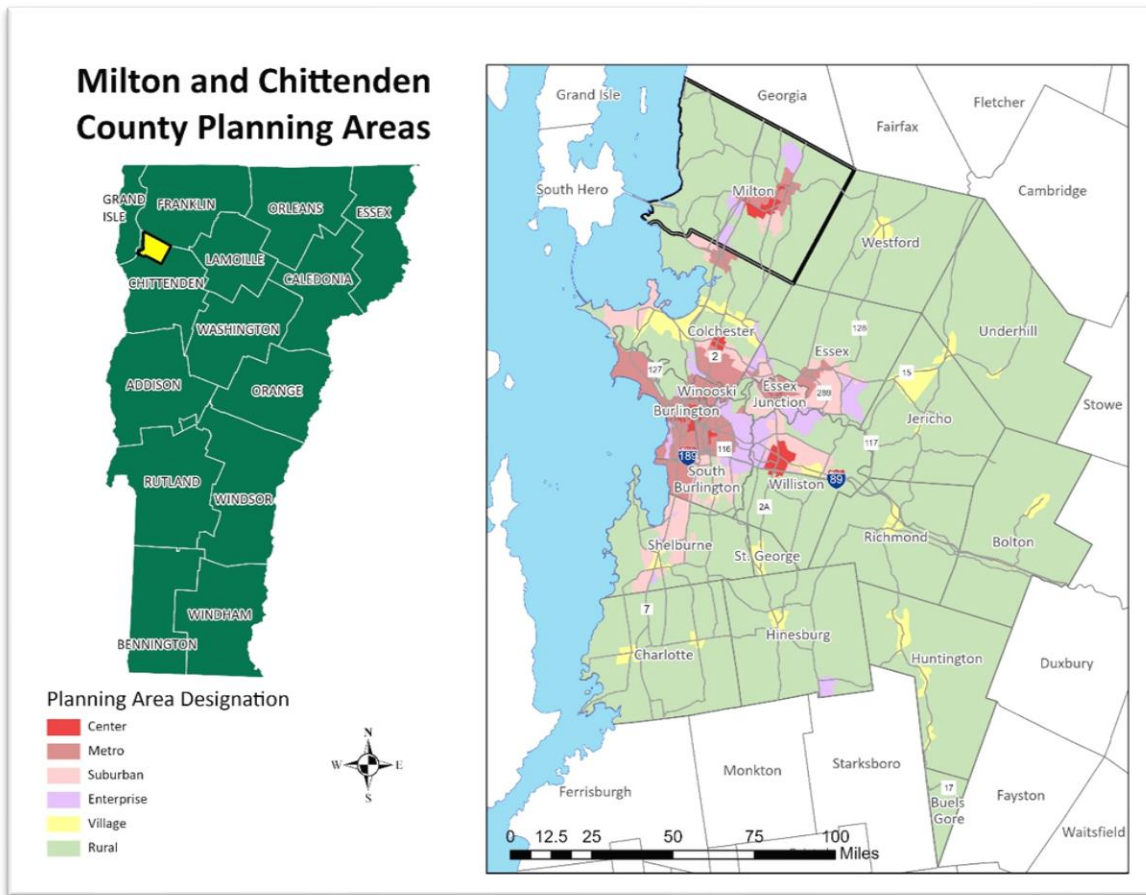 Milton and Chittenden
County Planning Areas
GRAND
ISLE
FRANKLIN
ORLEANS
ESSEX
LAMOILLE
CHITTENDEN
CALEDONIA
WASHINGTON
ADDISON
ORANGE
RUTLAND
WINDSOR
WINDHAM
BENNINGTON
Planning Area Designation
Center
Metro
Suburban
Enterprise
Village
Rural
N
W
E
S
Grand Isle
Georgia
Fletcher
Fairfax
South Hero
Milton
Cambridge
Westford
Colchester
128
Underhill
2
Essex
127
15
Winooski
Essex
Junction
289
Stowe
Burlington
Jericho
116
117
189
South
Burlington
Williston
89
2A
Richmond
Bolton
Shelburne
St. George
7
Hinesburg
Charlotte
Huntington
Duxbury
Monkton
Starksboro
Ferrisburgh
17
Buels
Gore
Fayston
Waitsfield
0 12.5 25 50 75 100
Miles